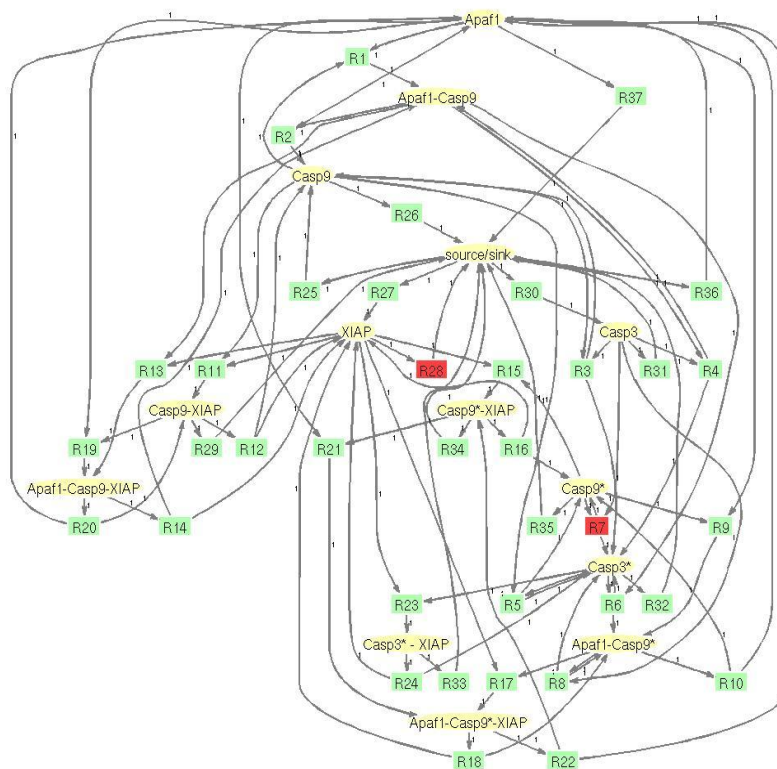 Apaf1
R1
Apaf1-Casp9
R37
R2
Casp9
R26
source/sink
R25
R27
R30
R36
XIAP
Casp3
R13
R11
R28
R15
R3
R31
R4
Casp9-XIAP
Casp9*-XIAP
R19
R29
R12
R21
R34
R16
Apaf1-Casp9-XIAP
Casp9*
R20
R14
R35
R7
R9
Casp3*
R23
R5
R6
R32
Casp3* - XIAP
Apaf1-Casp9*
R24
R33
R17
R8
R10
Apaf1-Casp9*-XIAP
R18
R22